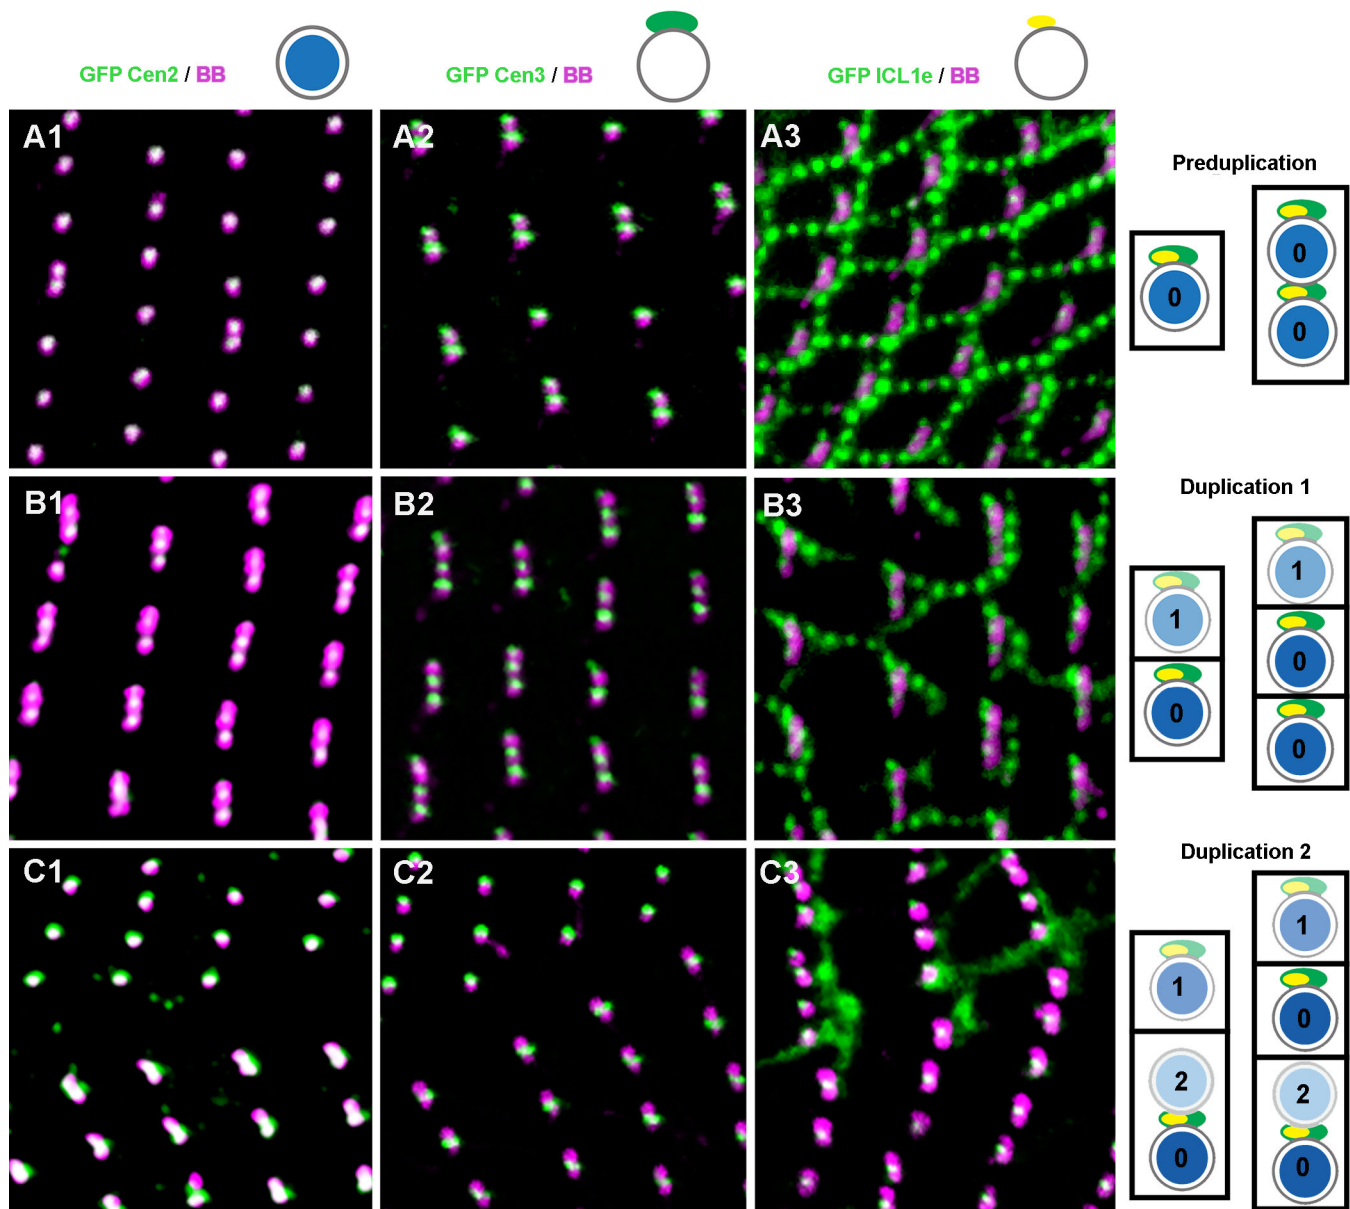 GFP Cen2 / BB
GFP Cen3 / BB
GFP ICL1e / BB
A1
A2
A3
Preduplication
0
0
0
B1
B2
B3
Duplication 1
1
0
1
0
0
C1
C2
C3
Duplication 2
1
2
0
1
0
2
0